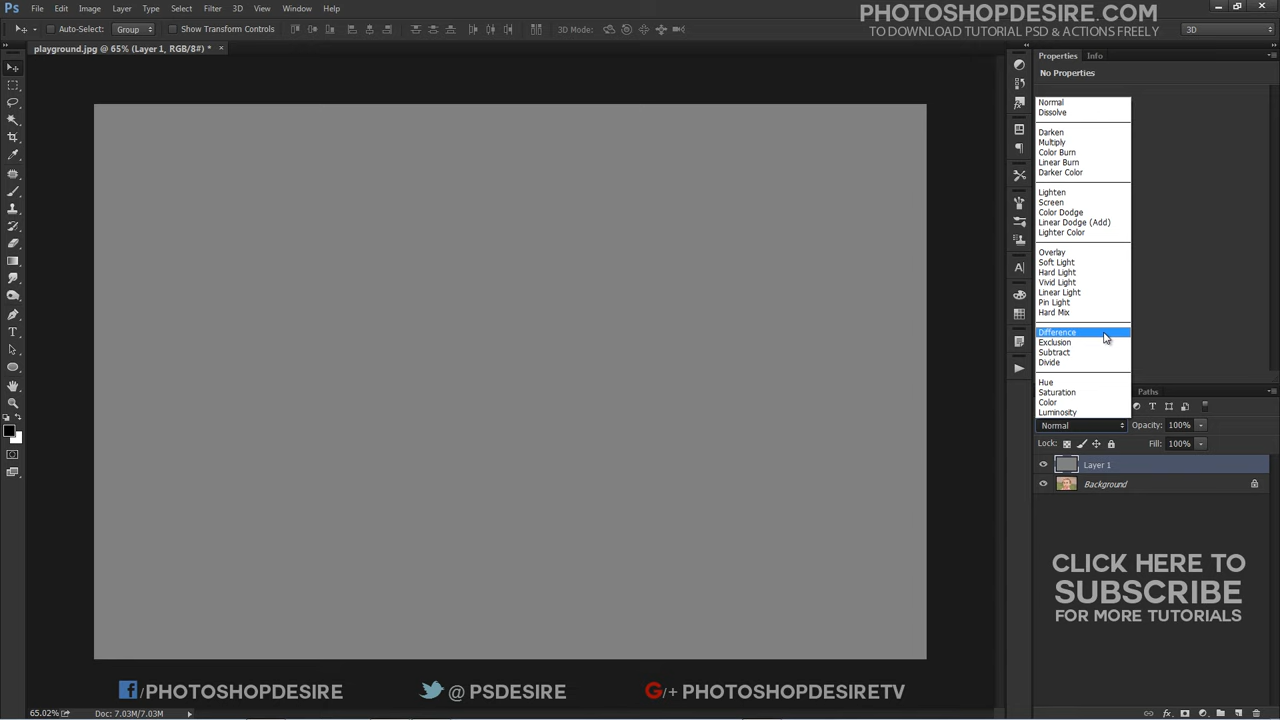 Ps File Edit Image Layer Type Select Filter 3D View Window Help
PHOTOSHOPDESIRE.COM
TO DOWNLOAD TUTORIAL PSD & ACTIONS FREELY
Auto-Select: Group Show Transform Controls 3D Mode: 3D
playground.jpg @ 65% (Layer 1, RGB/8#) * ×
Properties Info
No Properties
Normal
Dissolve
Darken
Multiply
Color Burn
Linear Burn
Darker Color
Lighten
Screen
Color Dodge
Linear Dodge (Add)
Lighter Color
Overlay
Soft Light
Hard Light
Vivid Light
Linear Light
Pin Light
Hard Mix
Difference
Exclusion
Subtract
Divide
Hue
Saturation
Color
Luminosity
Paths
Normal Opacity: 100%
Lock: Fill: 100%
Layer 1
Background
CLICK HERE TO
SUBSCRIBE
FOR MORE TUTORIALS
f/PHOTOSHOPDESIRE @ PSDESIRE G/+ PHOTOSHOPDESIRETV
65.02% Doc: 7.03M/7.03M